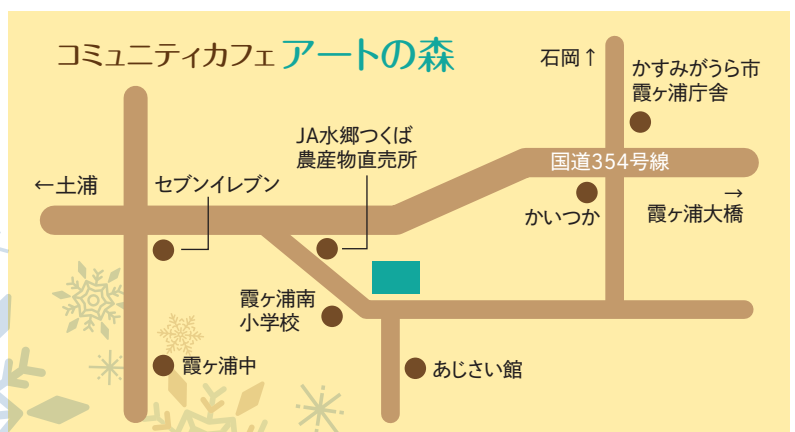 コミュニティカフェ アートの森
石岡↑
かすみがうら市
霞ヶ浦庁舎
JA水郷つくば
農産物直売所
国道354号線
←土浦
セブンイレブン
かいつか
→
霞ヶ浦大橋
霞ヶ浦南
小学校
霞ヶ浦中
あじさい館